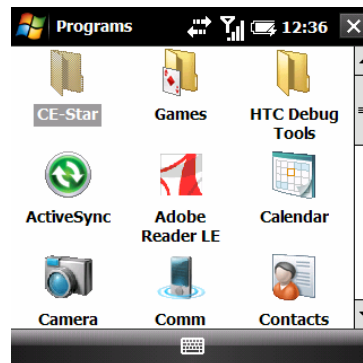 Programs 12:36
CE-Star Games HTC Debug
Tools
ActiveSync Adobe Calendar
Reader LE
Camera Comm Contacts